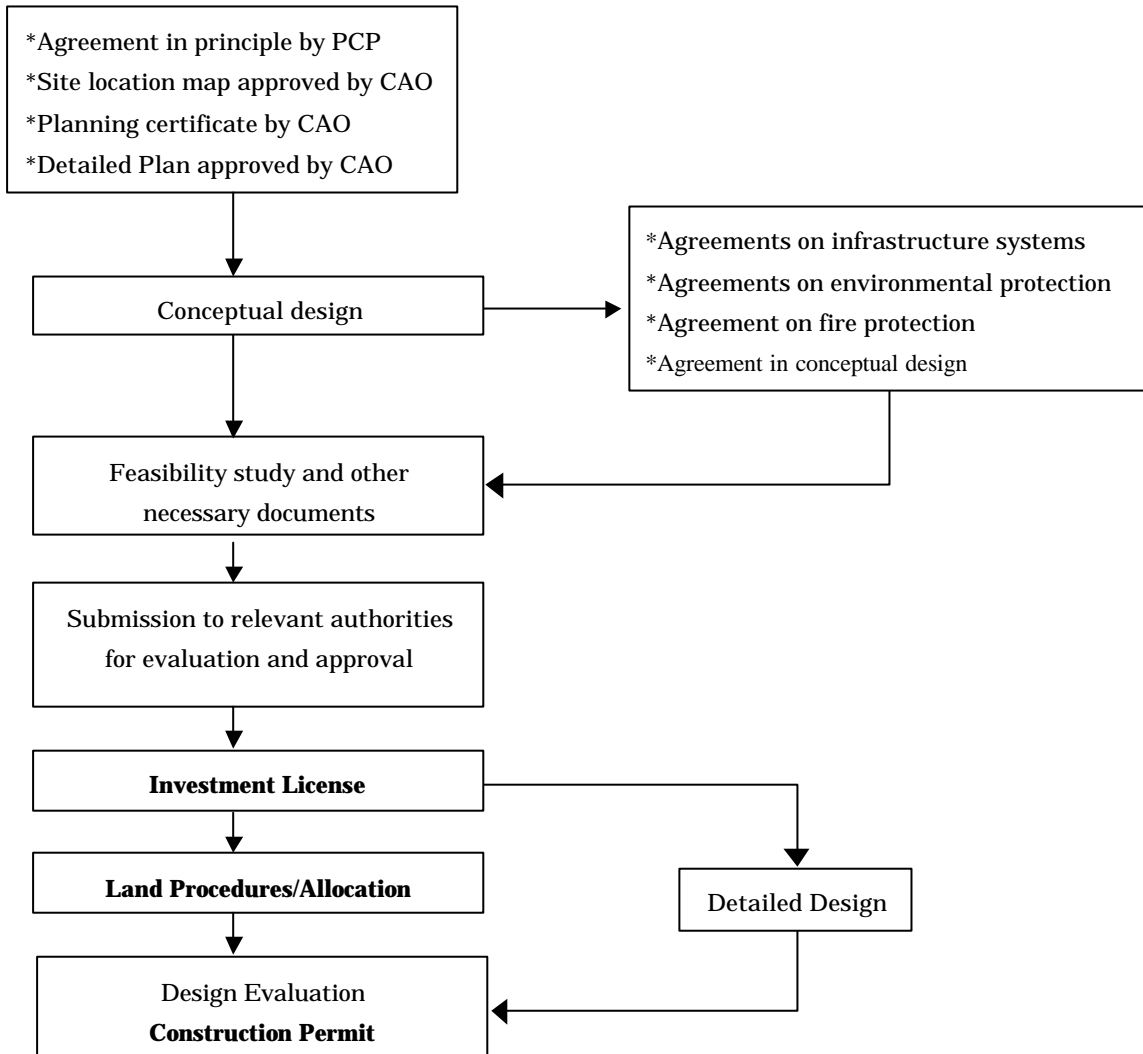 *Agreement in principle by PCP
*Site location map approved by CAO
*Planning certificate by CAO
*Detailed Plan approved by CAO
*Agreements on infrastructure systems
*Agreements on environmental protection
*Agreement on fire protection
*Agreement in conceptual design
Conceptual design
Feasibility study and other
necessary documents
Submission to relevant authorities
for evaluation and approval
Investment License
Land Procedures/Allocation
Detailed Design
Design Evaluation
Construction Permit